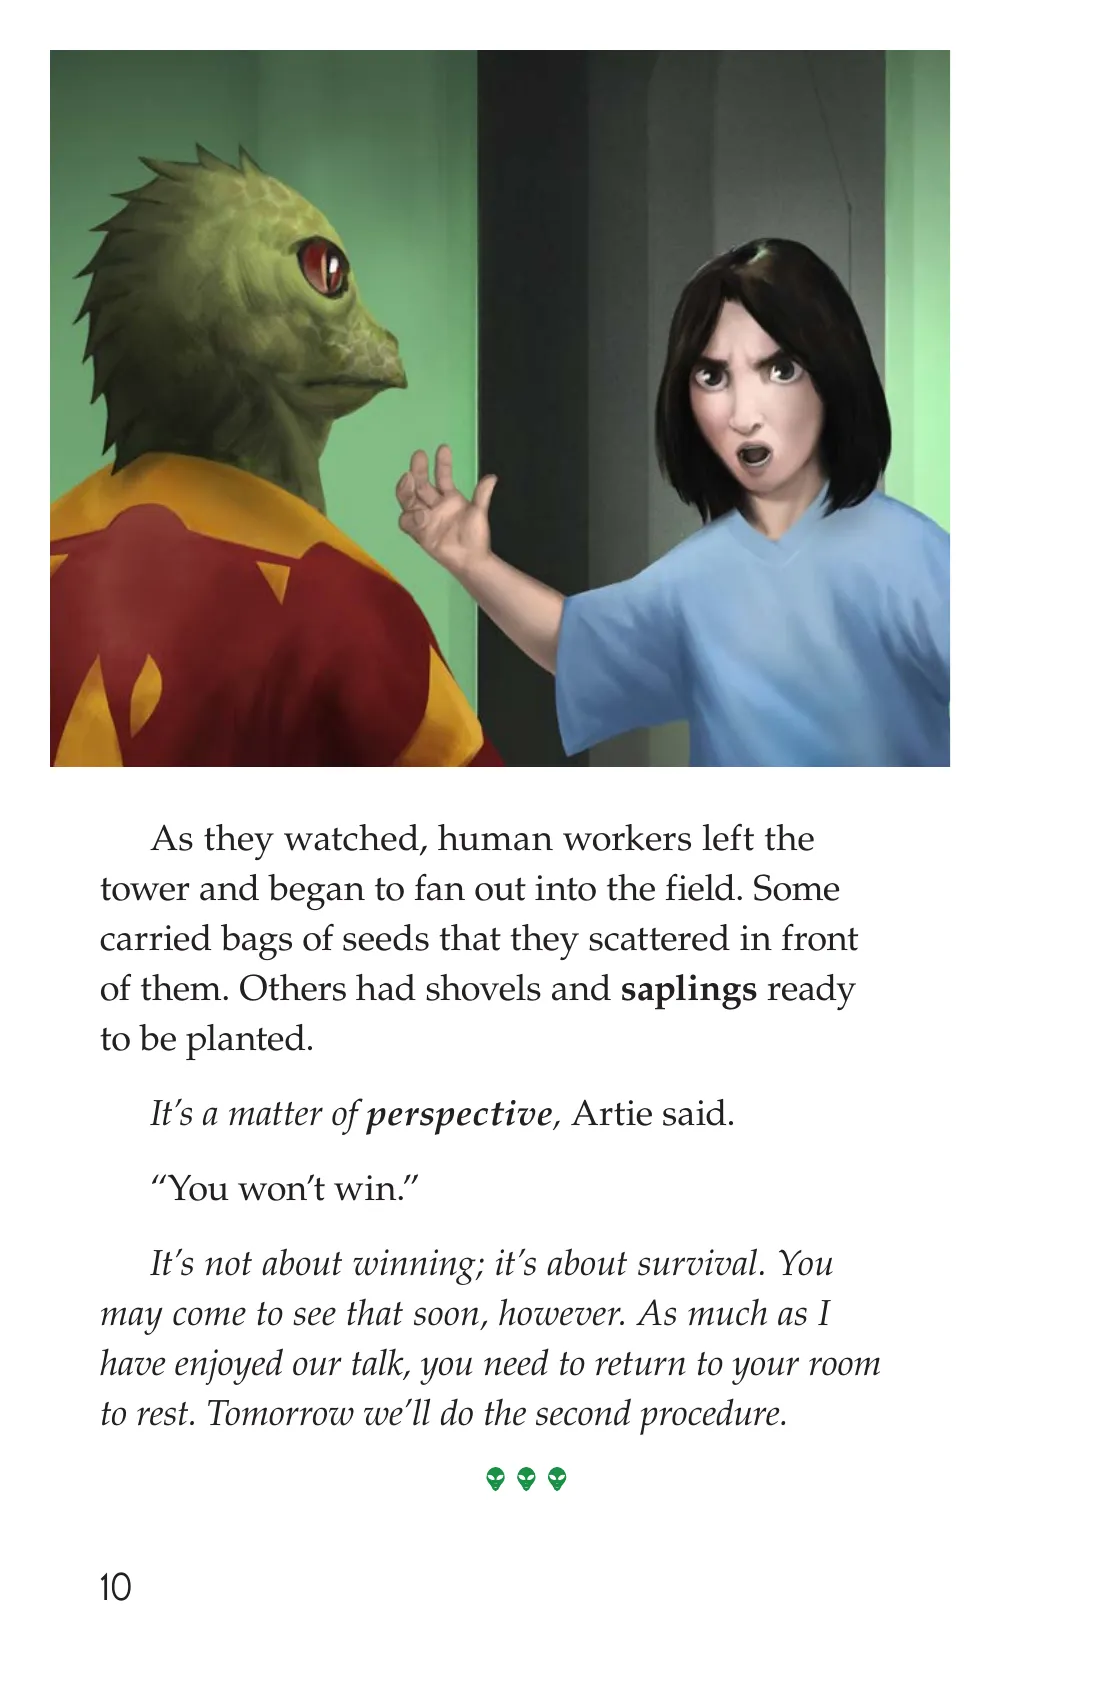 As they watched, human workers left the
tower and began to fan out into the field. Some
carried bags of seeds that they scattered in front
of them. Others had shovels and saplings ready
to be planted.
It’s a matter of perspective, Artie said.
“You won’t win.”
It’s not about winning; it’s about survival. You
may come to see that soon, however. As much as I
have enjoyed our talk, you need to return to your room
to rest. Tomorrow we’ll do the second procedure.
10